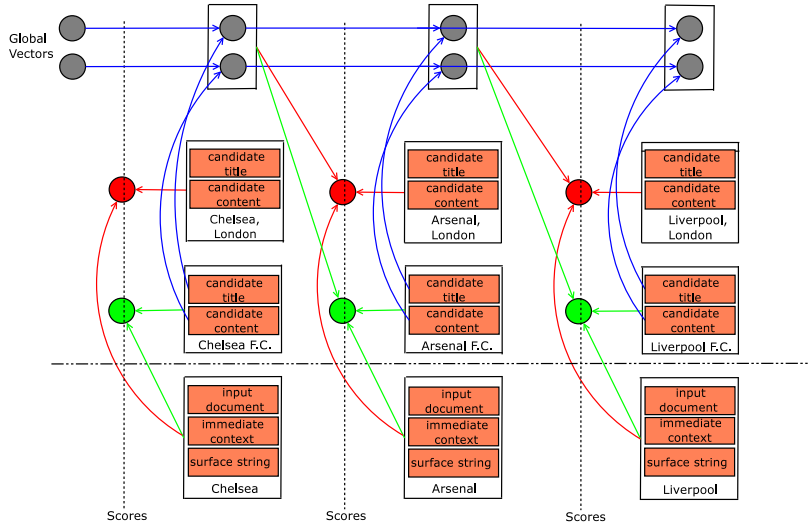 Global
Vectors
candidate
title
candidate
content
Chelsea,
London
candidate
title
candidate
content
Arsenal,
London
candidate
title
candidate
content
Liverpool,
London
candidate
title
candidate
content
Chelsea F.C.
candidate
title
candidate
content
Arsenal F.C.
candidate
title
candidate
content
Liverpool F.C.
input
document
immediate
context
surface string
Chelsea
input
document
immediate
context
surface string
Arsenal
input
document
immediate
context
surface string
Liverpool
Scores
Scores
Scores